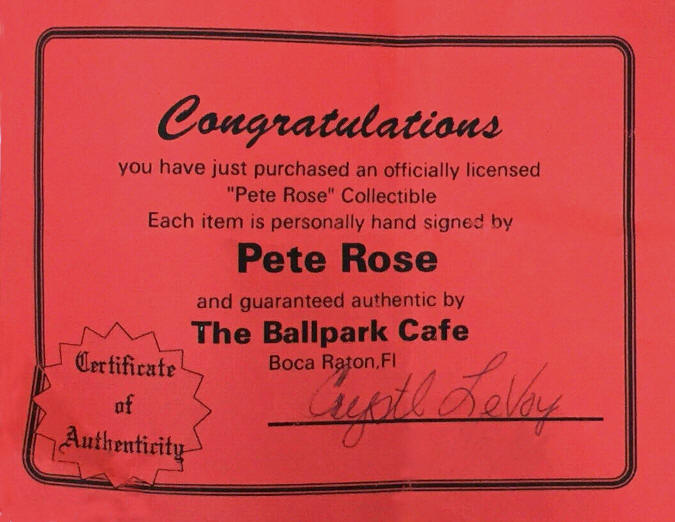 Congratulations
you have just purchased an officially licensed
"Pete Rose" Collectible
Each item is personally hand signed by
Pete Rose
and guaranteed authentic by
The Ballpark Cafe
Boca Raton,Fl
Certificate
of
Authenticity
LeVoy